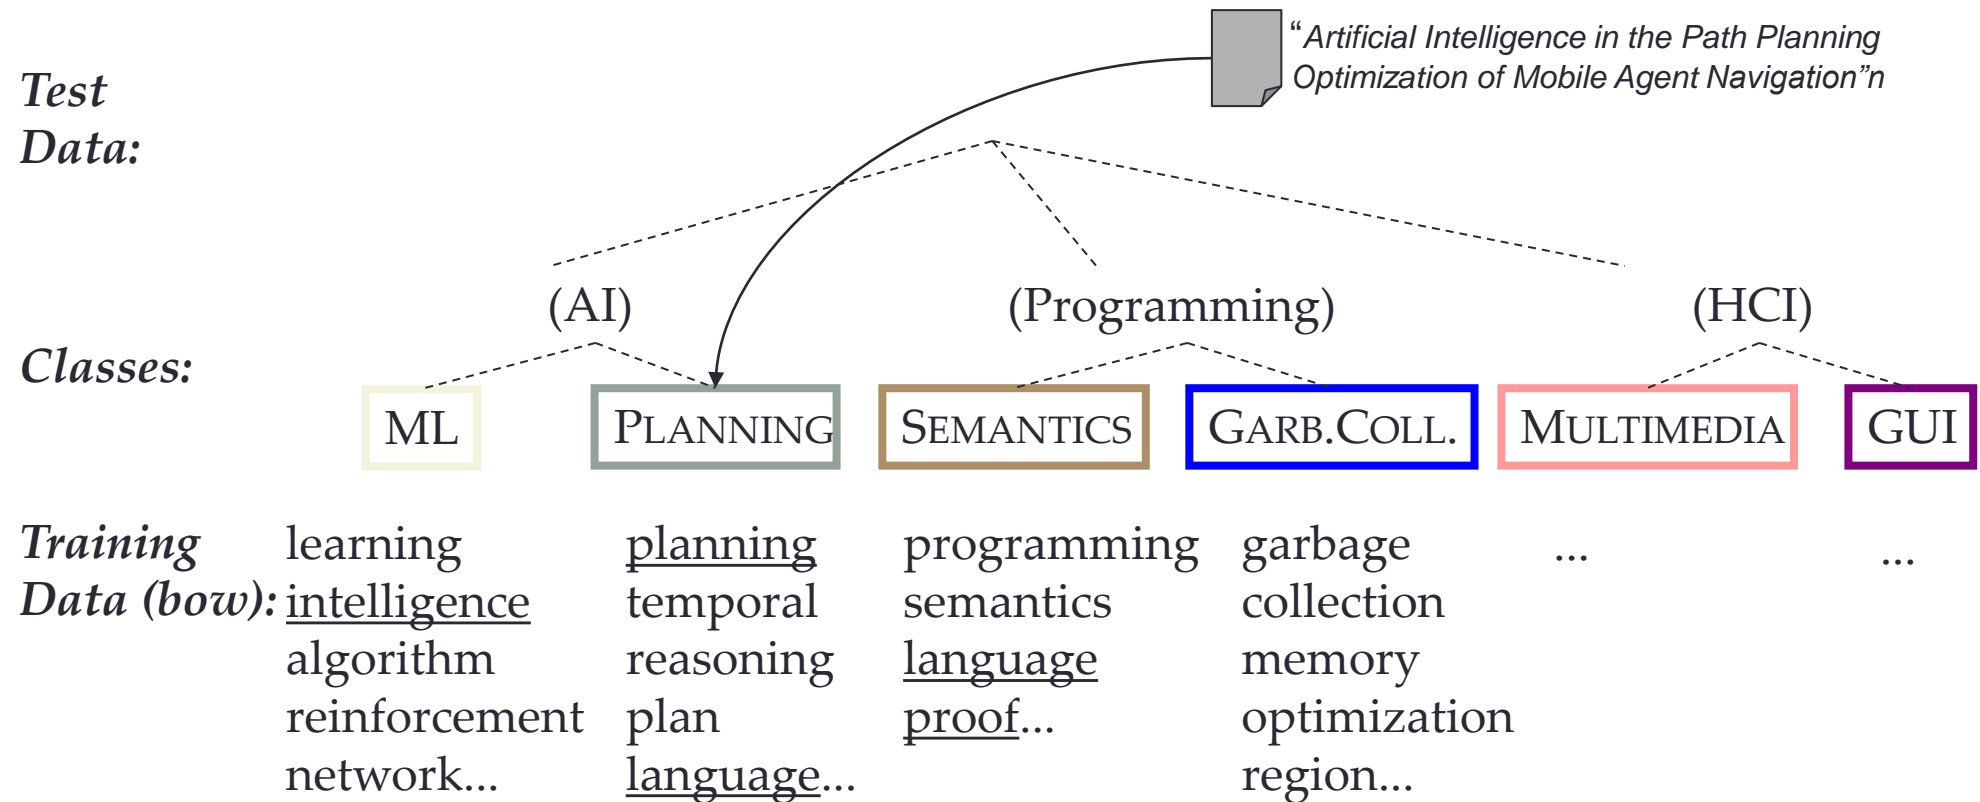 “Artificial Intelligence in the Path Planning
Optimization of Mobile Agent Navigation”n
Test
Data:
(AI) (Programming) (HCI)
Classes:
ML PLANNING SEMANTICS GARB.COLL. MULTIMEDIA GUI
Training learning planning programming garbage ... ...
Data (bow): intelligence temporal semantics collection
algorithm reasoning language memory
reinforcement plan proof... optimization
network... language... region...